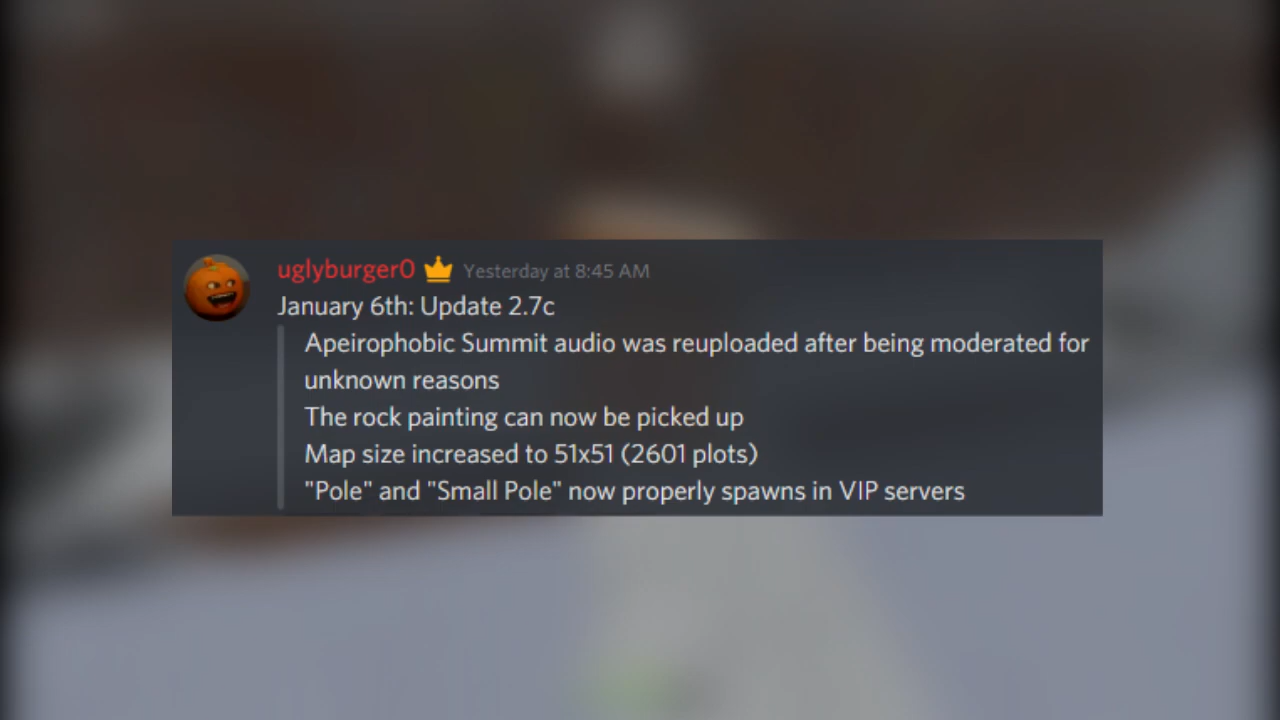 uglyburger0 Yesterday at 8:45 AM
January 6th: Update 2.7c
Apeirophobic Summit audio was reuploaded after being moderated for
unknown reasons
The rock painting can now be picked up
Map size increased to 51x51 (2601 plots)
"Pole" and "Small Pole" now properly spawns in VIP servers